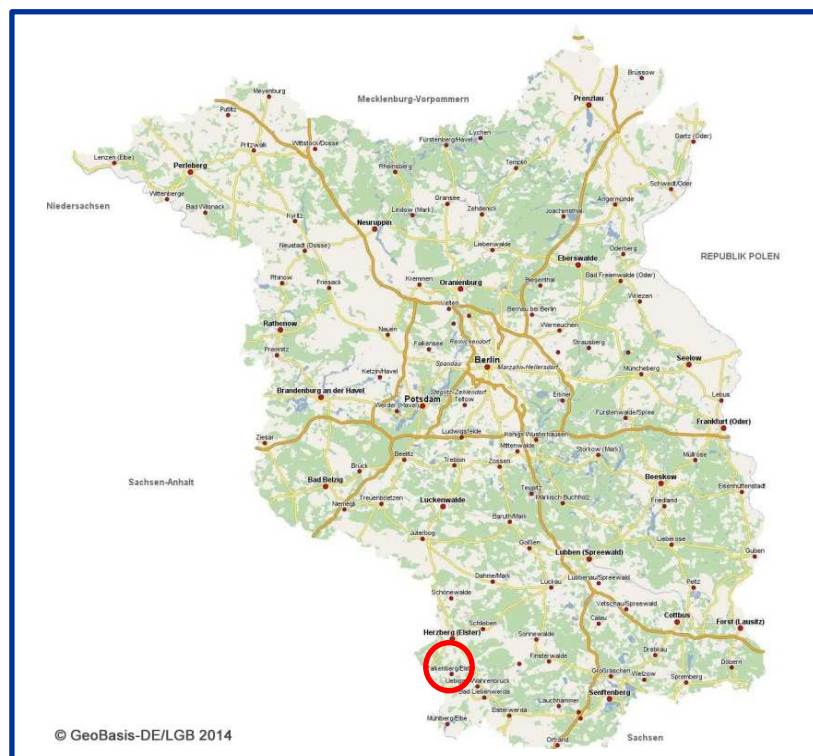 Brüssow
Meyenburg
Mecklenburg-Vorpommern
Prenzlau
Putlitz
Gartz (Oder)
Lychen
Pritzwalk
Wittstock/Dosse
Fürstenberg/Havel
Lenzen (Elbe)
Perleberg
Rheinsberg
Templin
Schwedt/Oder
Wittenberge
Gransee
Zehdenick
Angermünde
Niedersachsen
Bad Wilsnack
Kyritz
Lindow (Mark)
Joachimsthal
Neuruppin
Neustadt (Dosse)
Liebenwalde
Oderberg
Eberswalde
REPUBLIK POLEN
Rhinow
Friesack
Kremmen
Oranienburg
Biesenthal
Bad Freienwalde (Oder)
Velten
Wriezen
Bernau bei Berlin
Rathenow
Nauen
Werneuchen
Falkensee
Reinickendorf
Strausberg
Premnitz
Berlin
Seelow
Ketzin/Havel
Spandau
Marzahn-Hellersdorf
Müncheberg
Brandenburg an der Havel
Steglitz-Zehlendorf
Potsdam
Erkner
Lebus
Werder (Havel)
Teltow
Fürstenwalde/Spree
Frankfurt (Oder)
Ziesar
Ludwigsfelde
Königs Wusterhausen
Beelitz
Mittenwalde
Storkow (Mark)
Müllrose
Brück
Trebbin
Zossen
Sachsen-Anhalt
Bad Belzig
Teupitz
Beeskow
Eisenhüttenstadt
Niemegk
Treuenbrietzen
Luckenwalde
Märkisch Buchholz
Friedland
Baruth/Mark
Jüterbog
Golßen
Lieberose
Guben
Lübben (Spreewald)
Dahme/Mark
Luckau
Lübbenau/Spreewald
Peitz
Schönewalde
Vetschau/Spreewald
Cottbus
Forst (Lausitz)
Schlieben
Calau
Herzberg (Elster)
Sonnewalde
Drebkau
Finsterwalde
Döbern
Großräschen
Welzow
Spremberg
Wahrenbrück
Bad Liebenwerda
Senftenberg
Lauchhammer
Elsterwerda
Mühlberg/Elbe
Ortrand
Sachsen
© GeoBasis-DE/LGB 2014